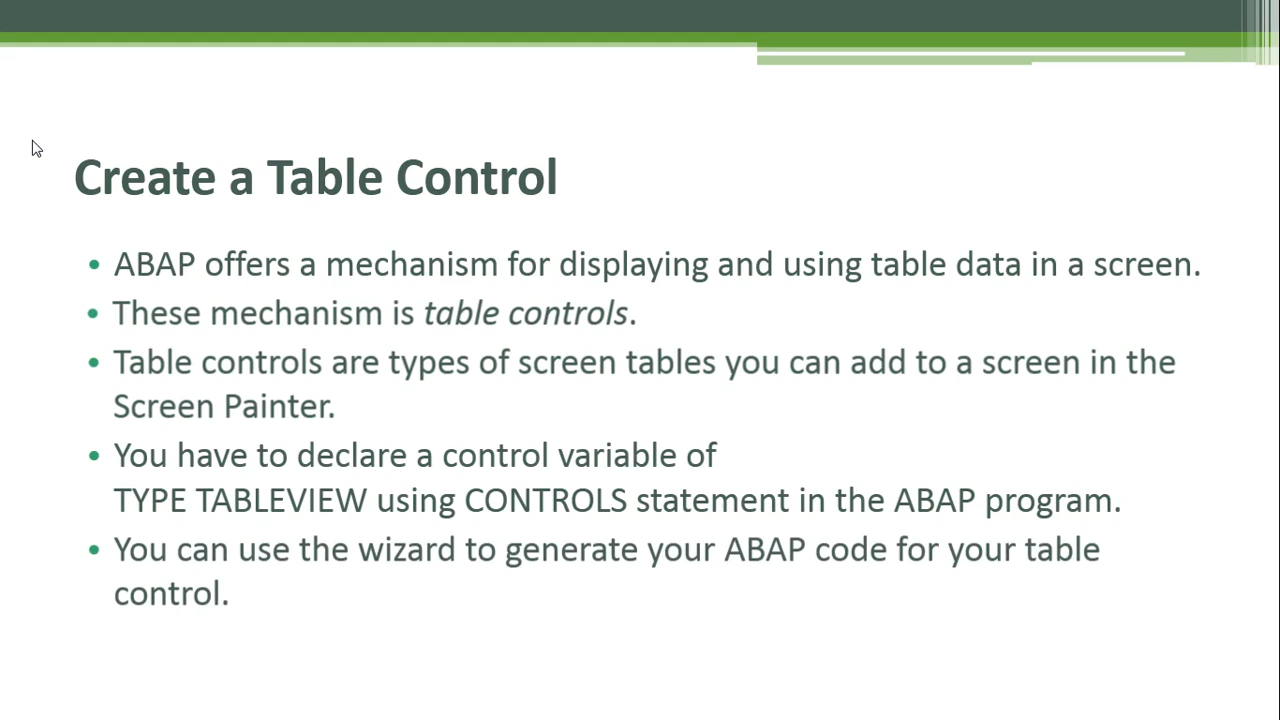 Create a Table Control
• ABAP offers a mechanism for displaying and using table data in a screen.
• These mechanism is table controls.
• Table controls are types of screen tables you can add to a screen in the
Screen Painter.
• You have to declare a control variable of
TYPE TABLEVIEW using CONTROLS statement in the ABAP program.
• You can use the wizard to generate your ABAP code for your table
control.